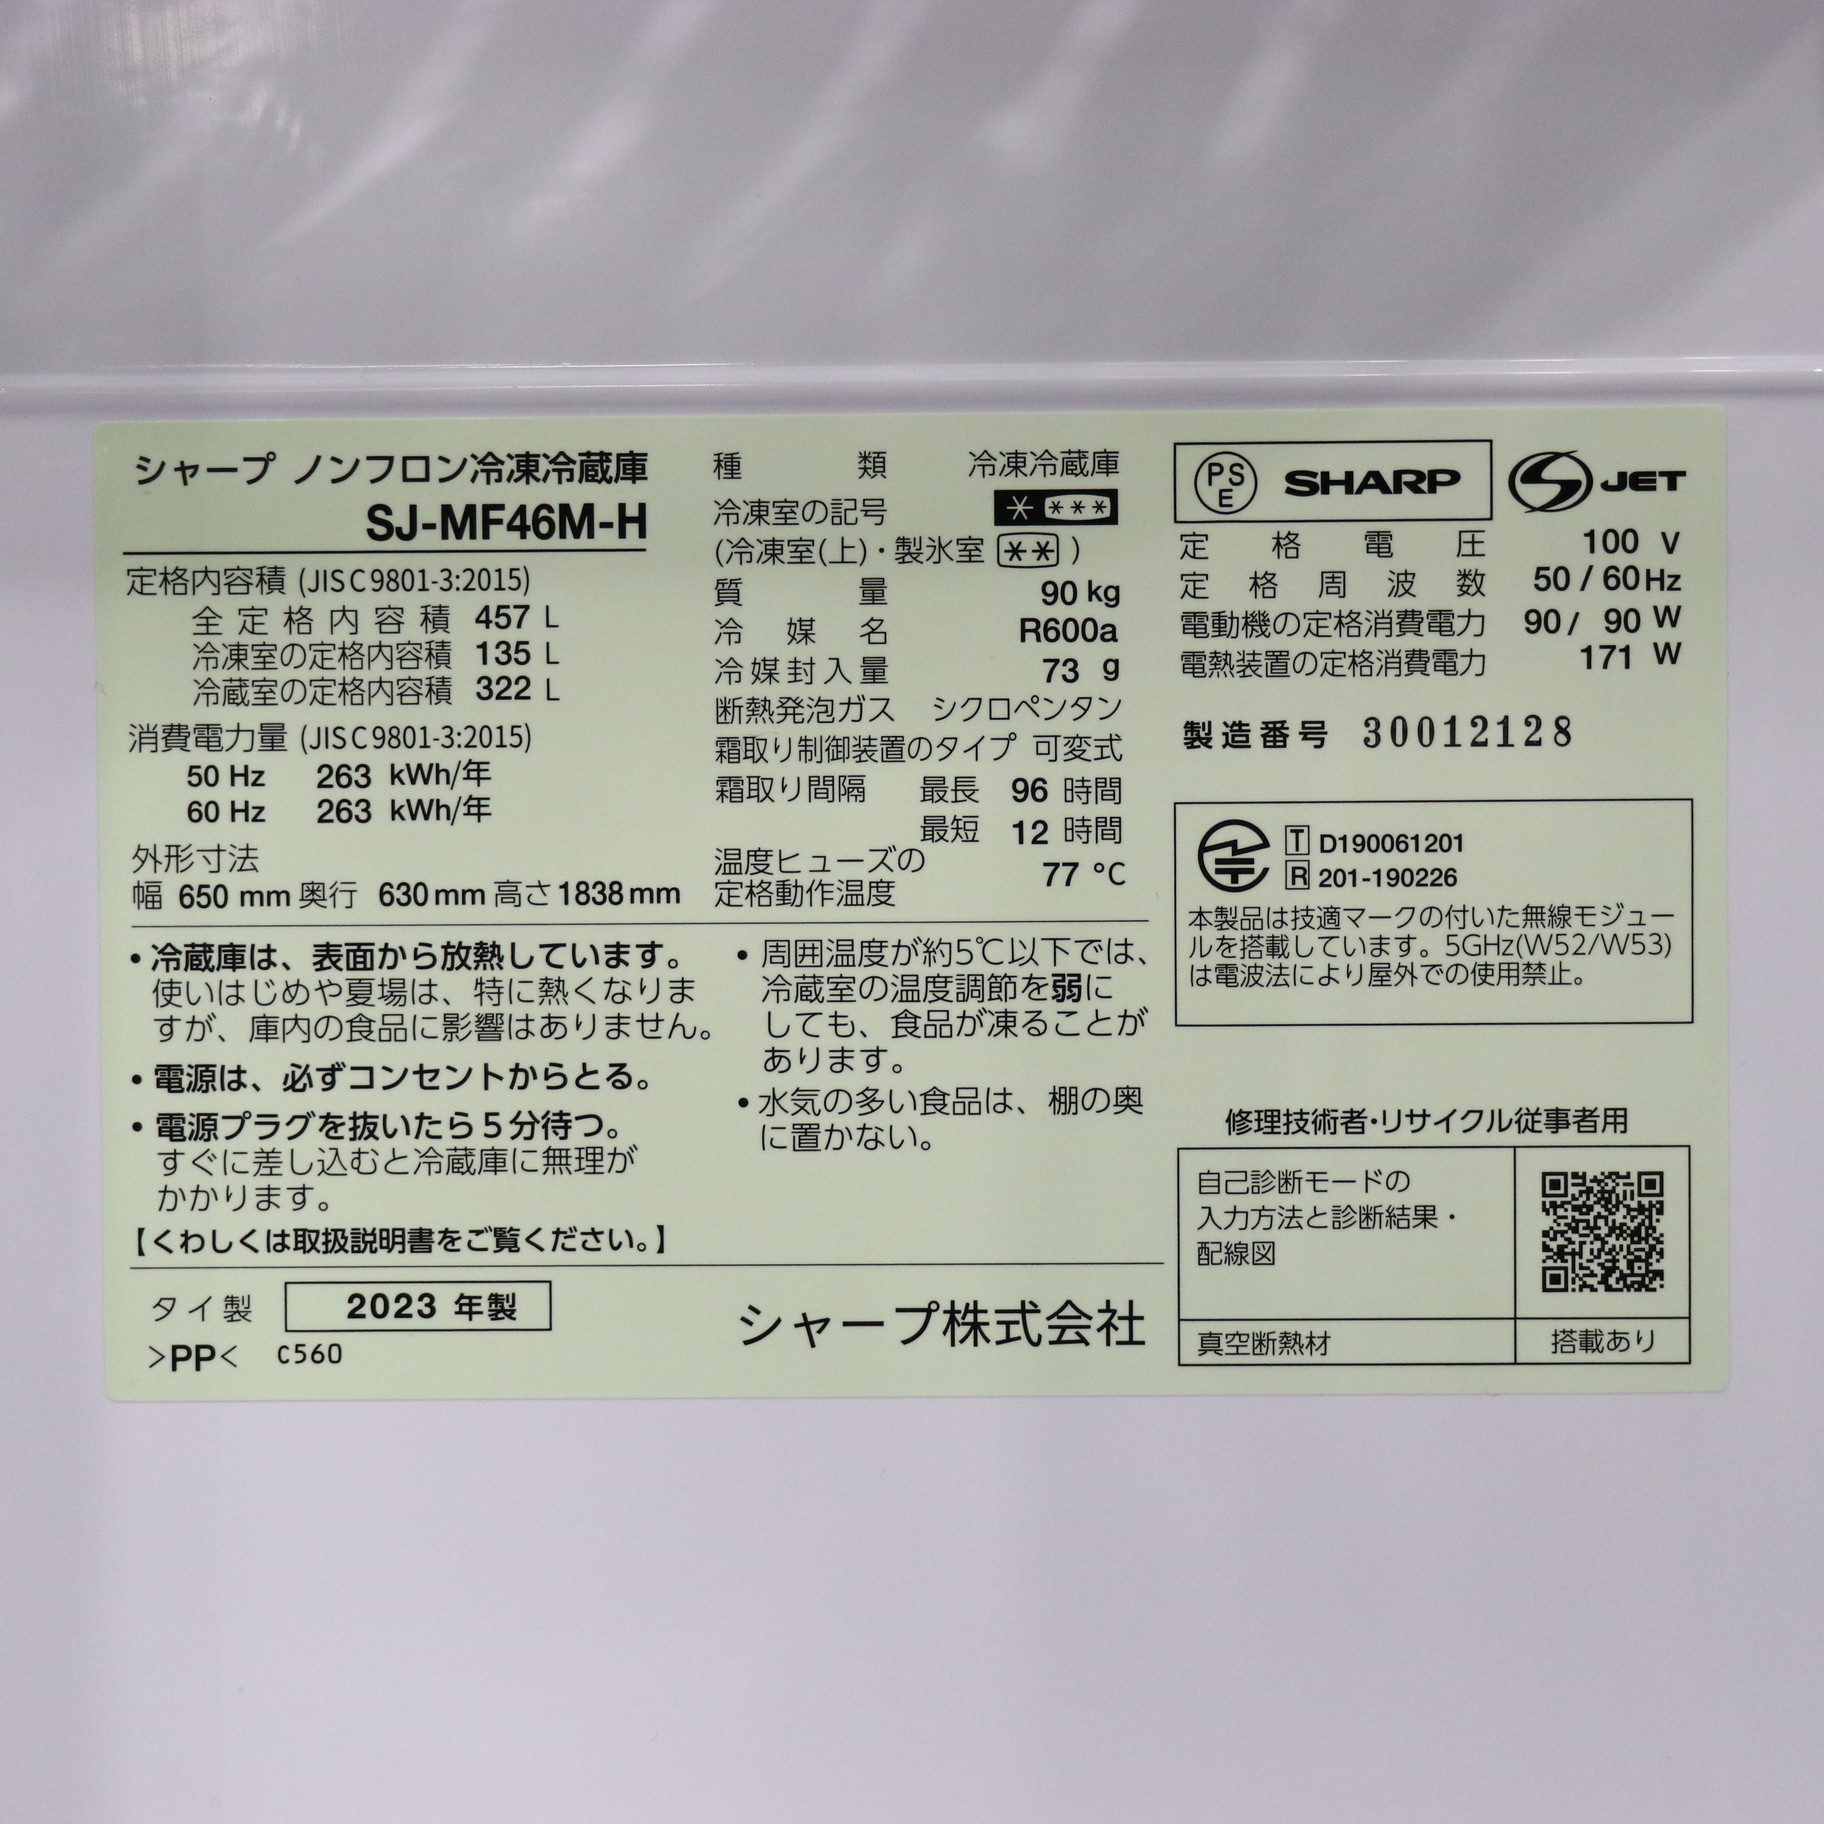 シャープ ノンフロン冷凍冷蔵庫
SJ-MF46M-H
定格内容積 (JIS C 9801-3:2015)
全定格内容積 457 L
冷凍室の定格内容積 135 L
冷蔵室の定格内容積 322 L
消費電力量 (JIS C 9801-3:2015)
50 Hz 263 kWh/年
60 Hz 263 kWh/年
外形寸法
幅 650 mm 奥行 630 mm 高さ 1838 mm
種類 冷凍冷蔵庫
冷凍室の記号 * ***
(冷凍室(上)・製氷室 ** )
質量 90 kg
冷媒名 R600a
冷媒封入量 73 g
断熱発泡ガス シクロペンタン
霜取り制御装置のタイプ 可変式
霜取り間隔 最長 96 時間
最短 12 時間
温度ヒューズの
定格動作温度 77 °C
PS
E
SHARP
JET
定格電圧 100 V
定格周波数 50 / 60 Hz
電動機の定格消費電力 90 / 90 W
電熱装置の定格消費電力 171 W
製造番号 30012128
T D190061201
R 201-190226
本製品は技適マークの付いた無線モジュー
ルを搭載しています。5GHz(W52/W53)
は電波法により屋外での使用禁止。
・冷蔵庫は、表面から放熱しています。
使いはじめや夏場は、特に熱くなりま
すが、庫内の食品に影響はありません。
・電源は、必ずコンセントからとる。
・電源プラグを抜いたら5分待つ。
すぐに差し込むと冷蔵庫に無理が
かかります。
【くわしくは取扱説明書をご覧ください。】
・周囲温度が約5℃以下では、
冷蔵室の温度調節を弱に
しても、食品が凍ることが
あります。
・水気の多い食品は、棚の奥
に置かない。
修理技術者・リサイクル従事者用
自己診断モードの
入力方法と診断結果・
配線図
真空断熱材 搭載あり
タイ製 2023 年製
>PP< C560
シャープ株式会社